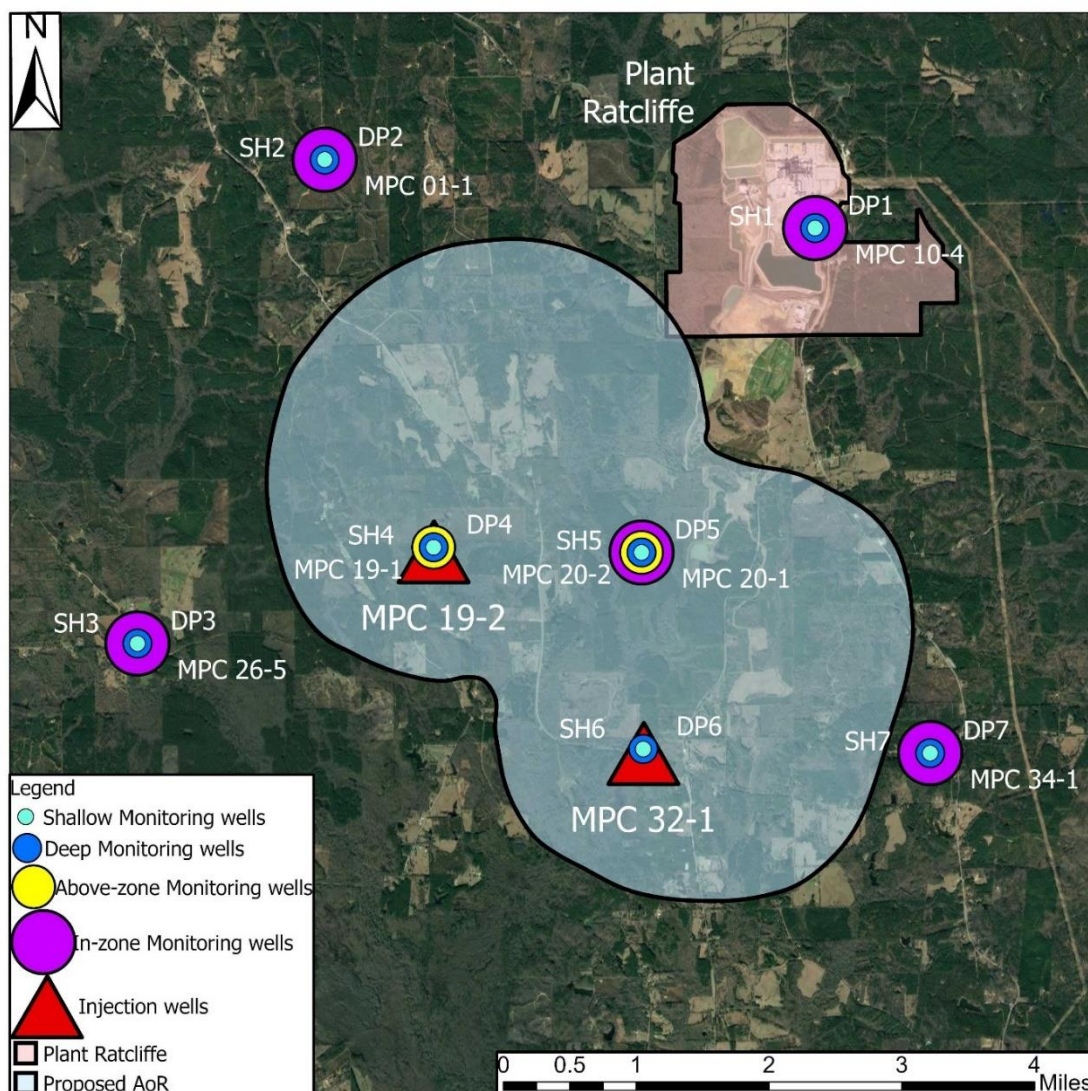 N
Plant
Ratcliffe
SH2 DP2
MPC 01-1
SH1 DP1
MPC 10-4
SH4 DP4
MPC 19-1
MPC 19-2
SH5 DP5
MPC 20-2 MPC 20-1
SH3 DP3
MPC 26-5
SH6 DP6
MPC 32-1
SH7 DP7
MPC 34-1
Legend
Shallow Monitoring wells
Deep Monitoring wells
Above-zone Monitoring wells
In-zone Monitoring wells
Injection wells
Plant Ratcliffe
Proposed AoR
0 0.5 1 2 3 4
Miles